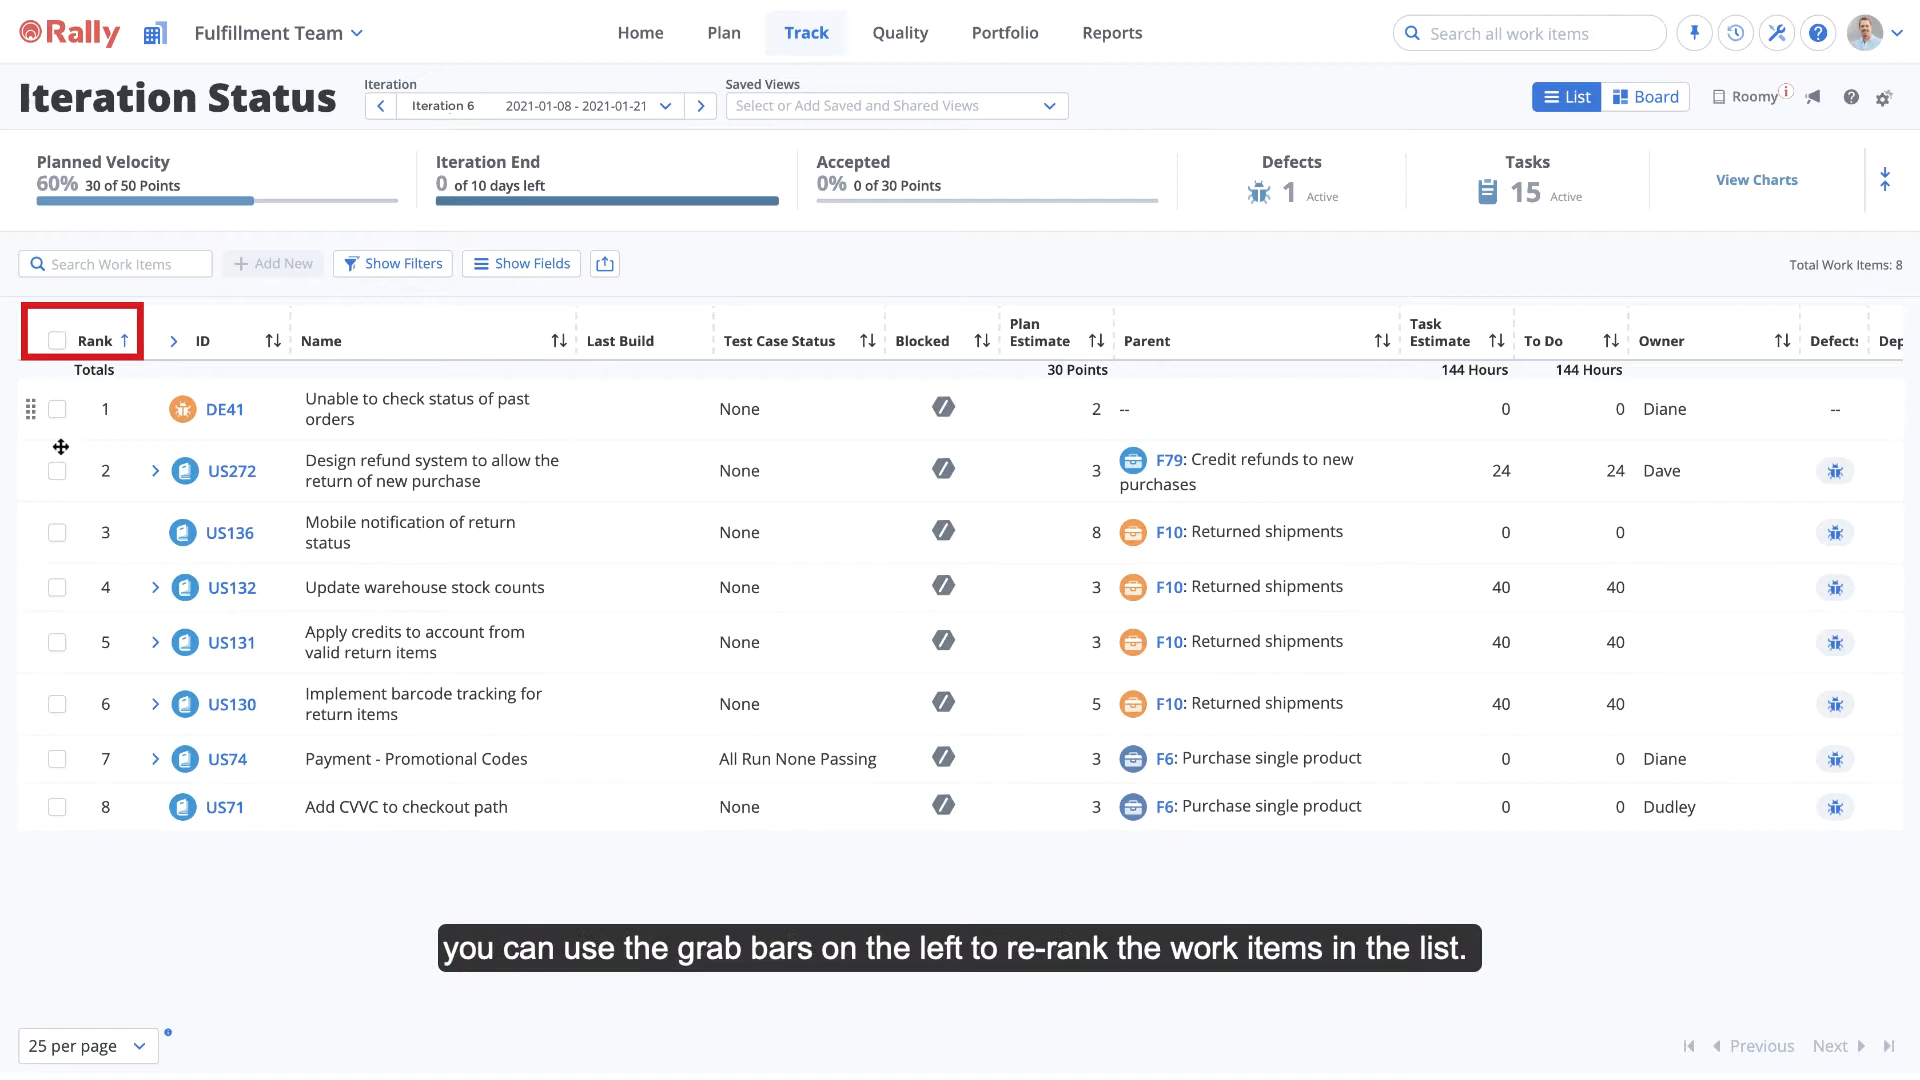 Rally
Fulfillment Team
Home Plan Track Quality Portfolio Reports
Search all work items
Iteration Status
Iteration
Iteration 6 2021-01-08 - 2021-01-21
Saved Views
Select or Add Saved and Shared Views
List Board
Roomy
Planned Velocity
60% 30 of 50 Points
Iteration End
0 of 10 days left
Accepted
0% 0 of 30 Points
Defects
1 Active
Tasks
15 Active
View Charts
Search Work Items
Add New
Show Filters
Show Fields
Total Work Items: 8
Rank ID Name Last Build Test Case Status Blocked Plan Estimate Parent Task Estimate To Do Owner Defects Dep
Totals 30 Points 144 Hours 144 Hours
1 DE41 Unable to check status of past
orders None 2 -- 0 0 Diane --
2 US272 Design refund system to allow the
return of new purchase None 3 F79: Credit refunds to new
purchases 24 24 Dave
3 US136 Mobile notification of return
status None 8 F10: Returned shipments 0 0
4 US132 Update warehouse stock counts None 3 F10: Returned shipments 40 40
5 US131 Apply credits to account from
valid return items None 3 F10: Returned shipments 40 40
6 US130 Implement barcode tracking for
return items None 5 F10: Returned shipments 40 40
7 US74 Payment - Promotional Codes All Run None Passing 3 F6: Purchase single product 0 0 Diane
8 US71 Add CVVC to checkout path None 3 F6: Purchase single product 0 0 Dudley
you can use the grab bars on the left to re-rank the work items in the list.
25 per page
Previous Next